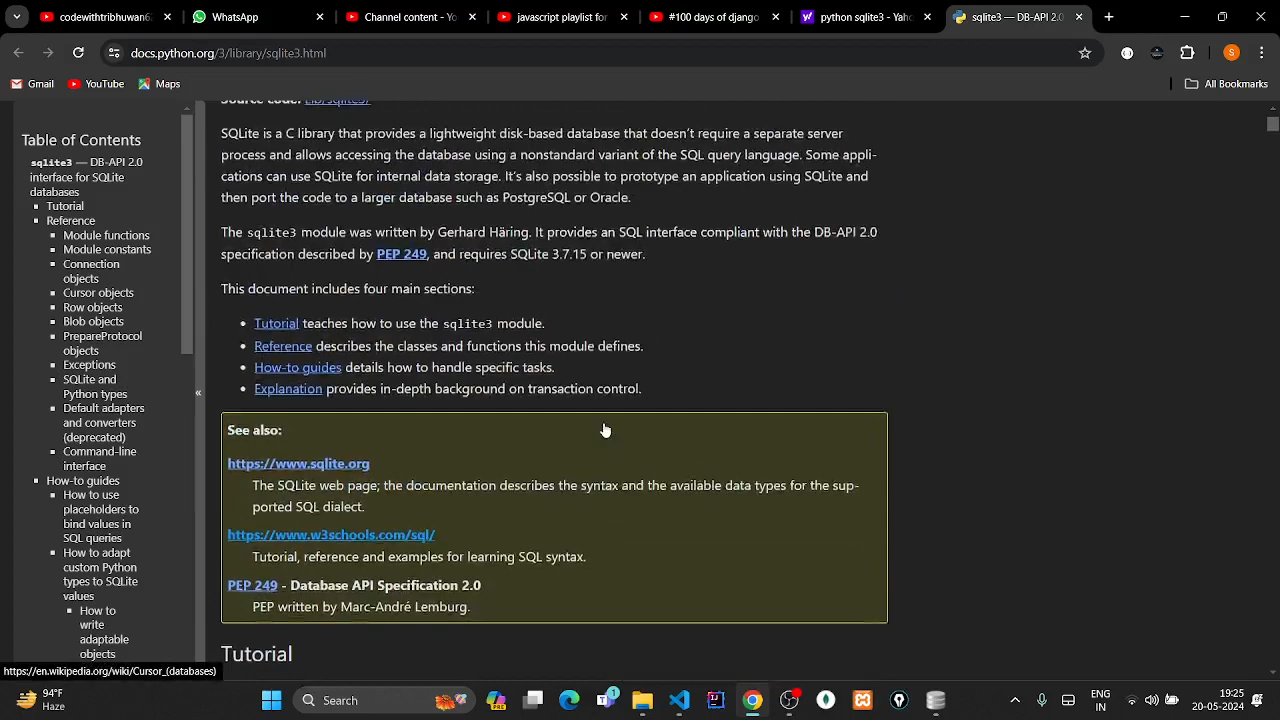 codewithtribhuwan62
WhatsApp
Channel content - Yo
javascript playlist for
#100 days of django
python sqlite3 - Yaho
sqlite3 — DB-API 2.0
docs.python.org/3/library/sqlite3.html
Gmail
YouTube
Maps
All Bookmarks
Table of Contents
sqlite3 — DB-API 2.0
interface for SQLite
databases
Tutorial
Reference
Module functions
Module constants
Connection
objects
Cursor objects
Row objects
Blob objects
PrepareProtocol
objects
Exceptions
SQLite and
Python types
Default adapters
and converters
(deprecated)
Command-line
interface
How-to guides
How to use
placeholders to
bind values in
SQL queries
How to adapt
custom Python
types to SQLite
values
How to
write
adaptable
objects
Source code: Lib/sqlite3/
SQLite is a C library that provides a lightweight disk-based database that doesn’t require a separate server
process and allows accessing the database using a nonstandard variant of the SQL query language. Some appli-
cations can use SQLite for internal data storage. It’s also possible to prototype an application using SQLite and
then port the code to a larger database such as PostgreSQL or Oracle.
The sqlite3 module was written by Gerhard Häring. It provides an SQL interface compliant with the DB-API 2.0
specification described by PEP 249, and requires SQLite 3.7.15 or newer.
This document includes four main sections:
Tutorial teaches how to use the sqlite3 module.
Reference describes the classes and functions this module defines.
How-to guides details how to handle specific tasks.
Explanation provides in-depth background on transaction control.
See also:
https://www.sqlite.org
The SQLite web page; the documentation describes the syntax and the available data types for the sup-
ported SQL dialect.
https://www.w3schools.com/sql/
Tutorial, reference and examples for learning SQL syntax.
PEP 249 - Database API Specification 2.0
PEP written by Marc-André Lemburg.
Tutorial
https://en.wikipedia.org/wiki/Cursor_(databases)
94°F
Haze
Search
PRE
1
ENG
IN
19:25
20-05-2024